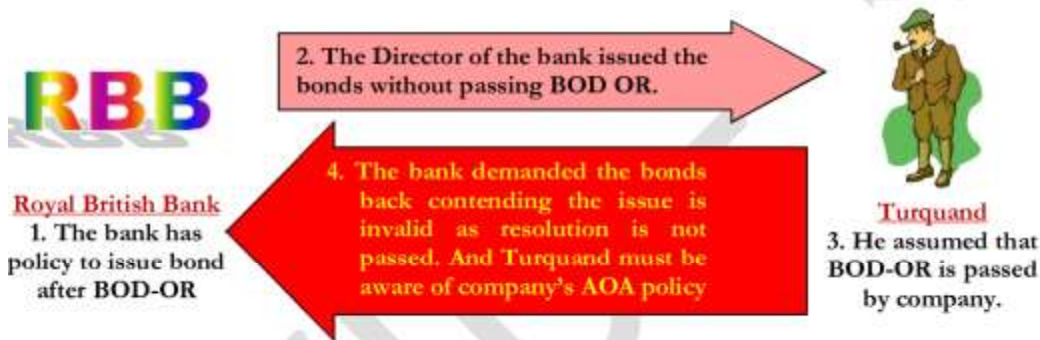 RBB
Royal British Bank
1. The bank has
policy to issue bond
after BOD-OR
2. The Director of the bank issued the
bonds without passing BOD OR.
Turquand
3. He assumed that
BOD-OR is passed
by company.
4. The bank demanded the bonds
back contending the issue is
invalid as resolution is not
passed. And Turquand must be
aware of company's AOA policy